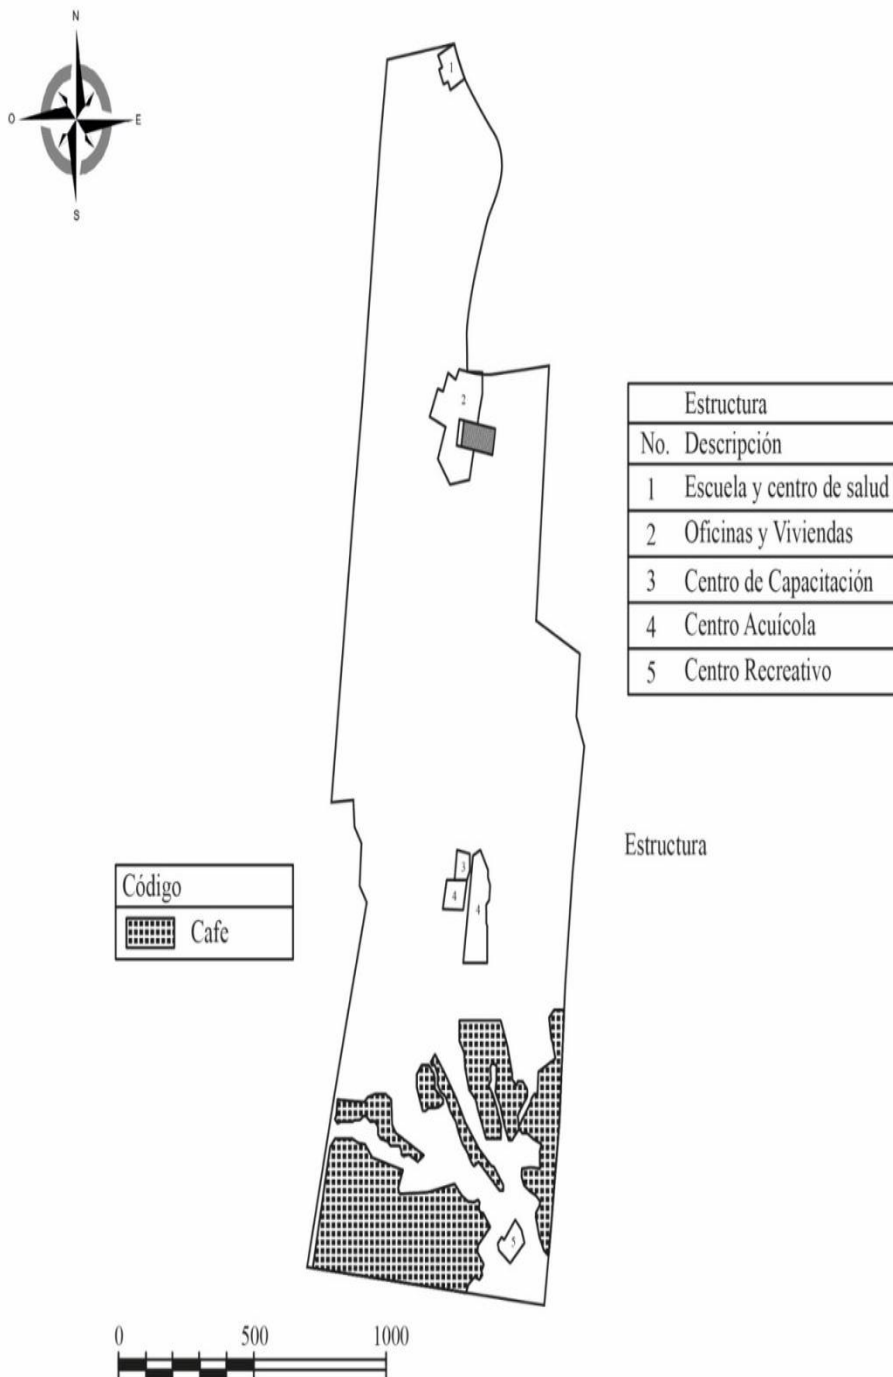 N
O
E
S
1
2
Estructura
No. Descripción
1 Escuela y centro de salud
2 Oficinas y Viviendas
3 Centro de Capacitación
4 Centro Acuícola
5 Centro Recreativo
Estructura
3
4
4
Código
Cafe
5
0 500 1000